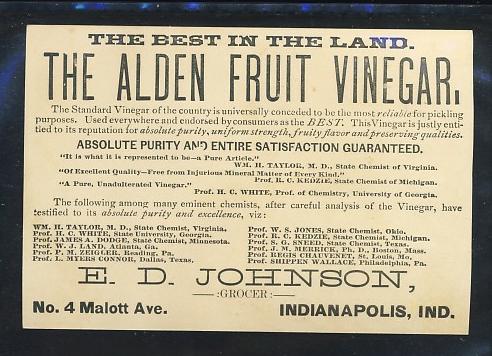 THE BEST IN THE LAND.
THE ALDEN FRUIT VINEGAR.
The Standard Vinegar of the country is universally conceded to be the most reliable for pickling
purposes. Used everywhere and endorsed by consumers as the BEST. This Vinegar is justly enti-
tled to its reputation for absolute purity, uniform strength, fruity flavor and preserving qualities.
ABSOLUTE PURITY AND ENTIRE SATISFACTION GUARANTEED.
"It is what it is represented to be—a Pure Article."
WM. H. TAYLOR, M. D., State Chemist of Virginia.
"Of Excellent Quality—Free from Injurious Mineral Matter of Every Kind."
Prof. R. C. KEDZIE, State Chemist of Michigan.
"A Pure, Unadulterated Vinegar."
Prof. H. C. WHITE, Prof. of Chemistry, University of Georgia.
The following among many eminent chemists, after careful analysis of the Vinegar, have
testified to its absolute purity and excellence, viz:
WM. H. TAYLOR, M. D., State Chemist, Virginia.
Prof. H. C. WHITE, State University, Georgia.
Prof. JAMES A. DODGE, State Chemist, Minnesota.
Prof. W. J. LAND, Atlanta, Ga.
Prof. P. M. ZEIGLER, Reading, Pa.
Prof. L. MYERS CONNOR, Dallas, Texas,
Prof. W. S. JONES, State Chemist, Ohio.
Prof. R. C. KEDZIE, State Chemist, Michigan.
Prof. S. G. SNEED, State Chemist, Texas.
Prof. J. M. MERRICK, Ph. D., Boston, Mass.
Prof. REGIS CHAUVENET, St. Louis, Mo.
Prof. SHIPPEN WALLACE, Philadelphia, Pa.
E. D. JOHNSON,
—:GROCER:—
No. 4 Malott Ave.
INDIANAPOLIS, IND.